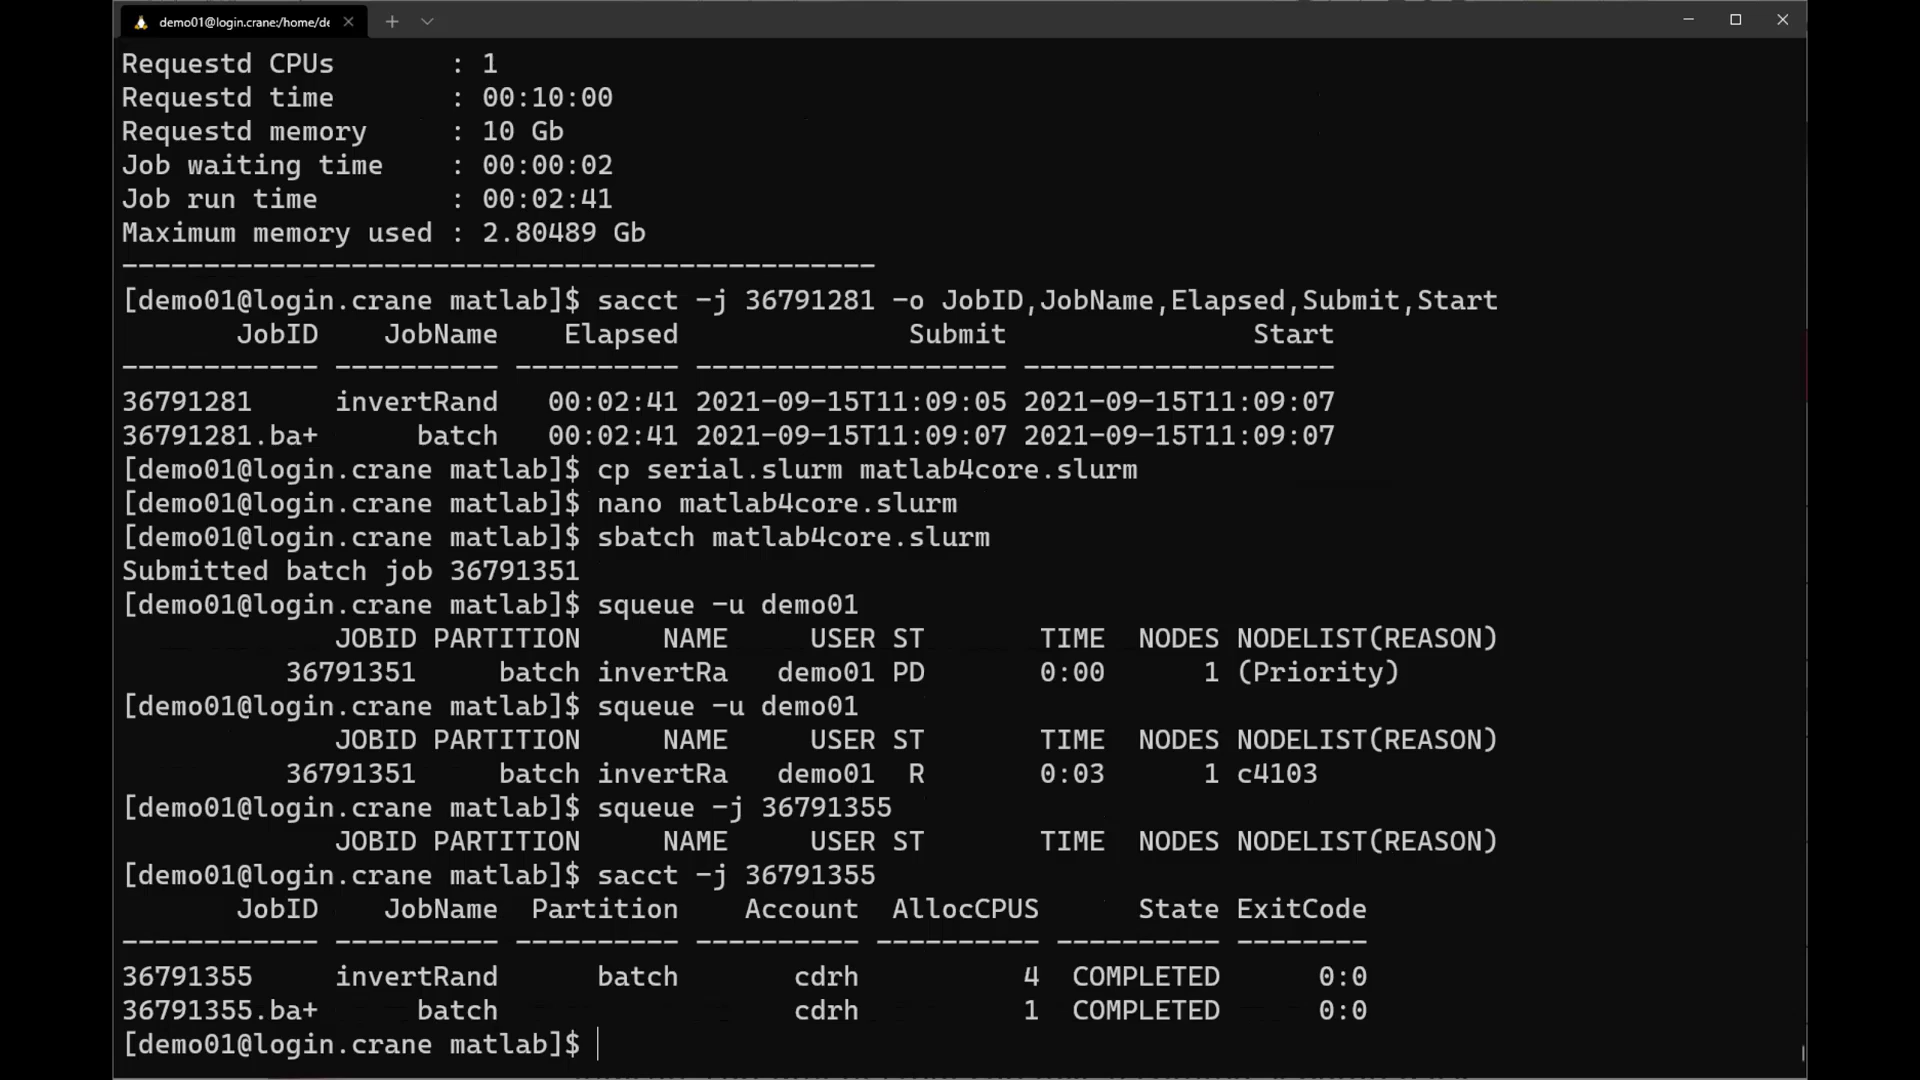 demo01@login.crane:/home/de
Requestd CPUs       : 1
Requestd time       : 00:10:00
Requestd memory     : 10 Gb
Job waiting time    : 00:00:02
Job run time        : 00:02:41
Maximum memory used : 2.80489 Gb
----------------------------------------------
[demo01@login.crane matlab]$ sacct -j 36791281 -o JobID,JobName,Elapsed,Submit,Start
       JobID    JobName    Elapsed              Submit               Start
------------ ---------- ---------- ------------------- -------------------
36791281     invertRand   00:02:41 2021-09-15T11:09:05 2021-09-15T11:09:07
36791281.ba+      batch   00:02:41 2021-09-15T11:09:07 2021-09-15T11:09:07
[demo01@login.crane matlab]$ cp serial.slurm matlab4core.slurm
[demo01@login.crane matlab]$ nano matlab4core.slurm
[demo01@login.crane matlab]$ sbatch matlab4core.slurm
Submitted batch job 36791351
[demo01@login.crane matlab]$ squeue -u demo01
             JOBID PARTITION     NAME     USER ST       TIME  NODES NODELIST(REASON)
          36791351     batch invertRa   demo01 PD       0:00      1 (Priority)
[demo01@login.crane matlab]$ squeue -u demo01
             JOBID PARTITION     NAME     USER ST       TIME  NODES NODELIST(REASON)
          36791351     batch invertRa   demo01  R       0:03      1 c4103
[demo01@login.crane matlab]$ squeue -j 36791355
             JOBID PARTITION     NAME     USER ST       TIME  NODES NODELIST(REASON)
[demo01@login.crane matlab]$ sacct -j 36791355
       JobID    JobName  Partition    Account  AllocCPUS      State ExitCode
------------ ---------- ---------- ---------- ---------- ---------- --------
36791355     invertRand      batch       cdrh          4  COMPLETED      0:0
36791355.ba+      batch                  cdrh          1  COMPLETED      0:0
[demo01@login.crane matlab]$